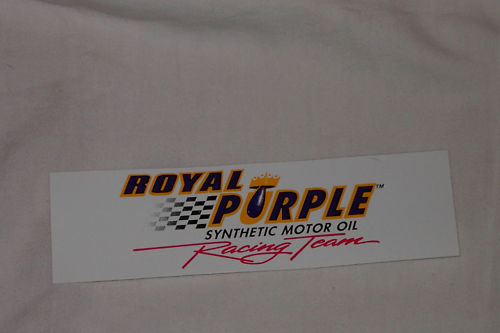 ROYAL
PURPLE™
SYNTHETIC MOTOR OIL
Racing Team